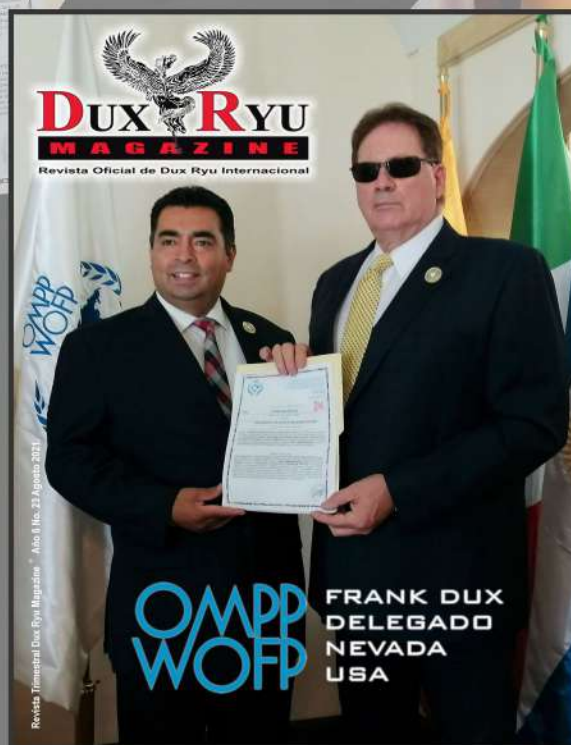 DUX RYU
MAGAZINE
Revista Oficial de Dux Ryu Internacional
OMPP
WOFP
Revista Trimestral Dux Ryu Magazine Año 6 No. 23 Agosto 2021
OMPP
WOFP
FRANK DUX
DELEGADO
NEVADA
USA